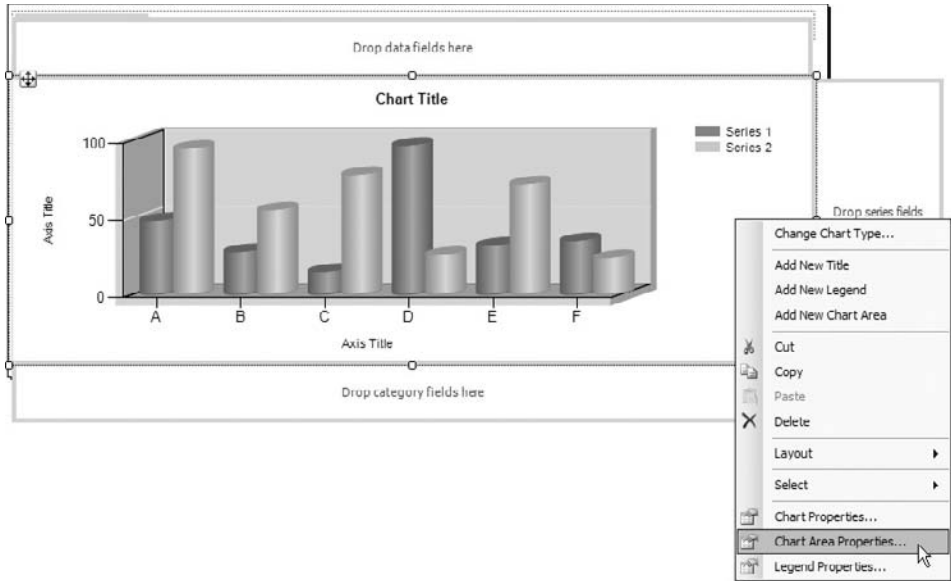 Drop data fields here
Chart Title
Series 1
Series 2
100
50
0
Axis Title
A B C D E F
Axis Title
Drop series fields
Drop category fields here
Change Chart Type...
Add New Title
Add New Legend
Add New Chart Area
Cut
Copy
Paste
Delete
Layout
Select
Chart Properties...
Chart Area Properties...
Legend Properties...